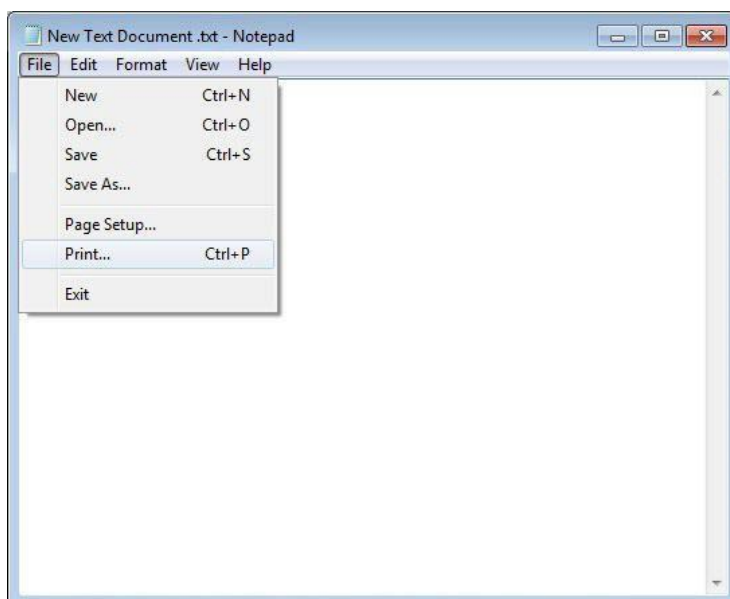 New Text Document .txt - Notepad
File Edit Format View Help
New Ctrl+N
Open... Ctrl+O
Save Ctrl+S
Save As...
Page Setup...
Print... Ctrl+P
Exit